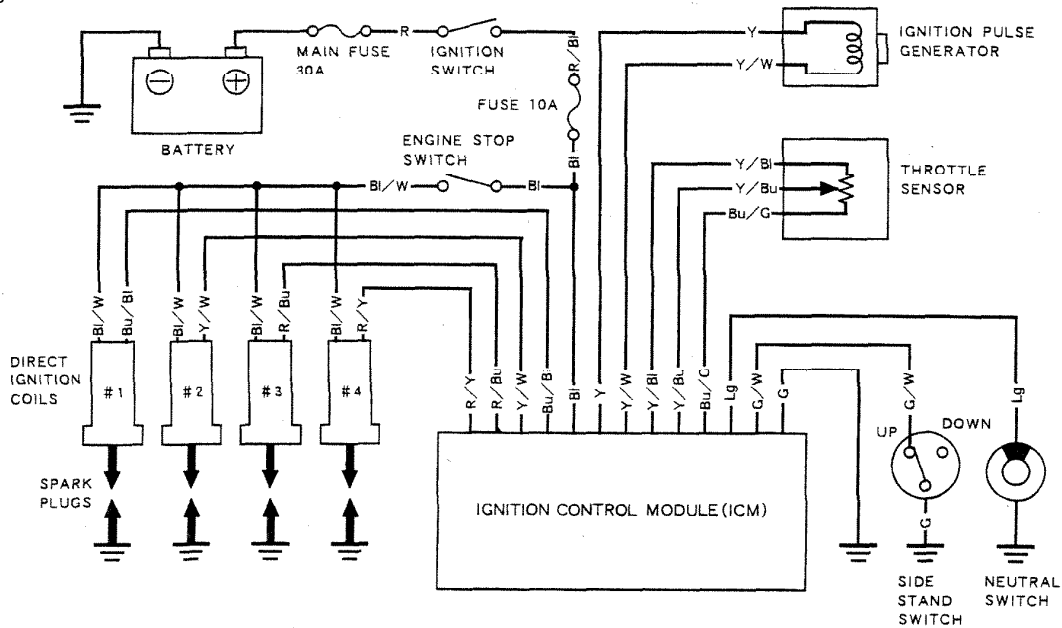 R
R/Bl
MAIN FUSE
30A
IGNITION
SWITCH
Y
IGNITION PULSE
GENERATOR
Y/W
FUSE 10A
BATTERY
ENGINE STOP
SWITCH
Bl
Bl/W
Bl
Y/Bl
THROTTLE
SENSOR
Y/Bu
Bu/G
Bl/W
Bu/Bl
Bl/W
Y/W
Bl/W
R/Bu
Bl/W
R/Y
DIRECT
IGNITION
COILS
#1
#2
#3
#4
R/Y
R/Bu
Y/W
Bu/B
Bl
Y
Y/W
Y/Bl
Y/Bu
Bu/C
Lg
G/W
G
G/W
Lg
UP
DOWN
SPARK
PLUGS
IGNITION CONTROL MODULE(ICM)
G
SIDE
STAND
SWITCH
NEUTRAL
SWITCH